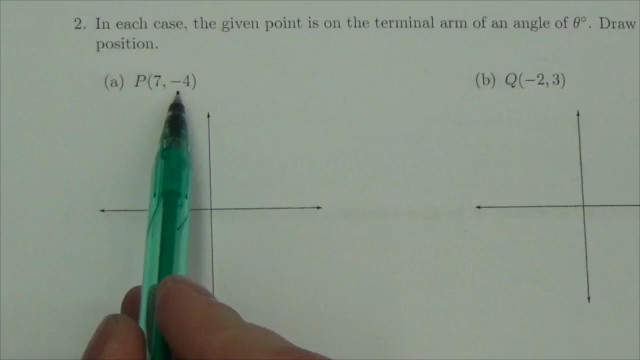 2. In each case, the given point is on the terminal arm of an angle of θ°. Draw
position.
(a) P(7, −4)
(b) Q(−2, 3)